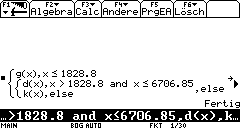 F1 F2 F3 F4 F5 F6
Algebra Calc Andere PrgEA Lösch
g(x),x≤1828.8
d(x),x>1828.8 and x≤6706.85 ,else
k(x),else
Fertig
…>1828.8 and x≤6706.85,d(x),k…
MAIN BOG AUTO FKT 1/30